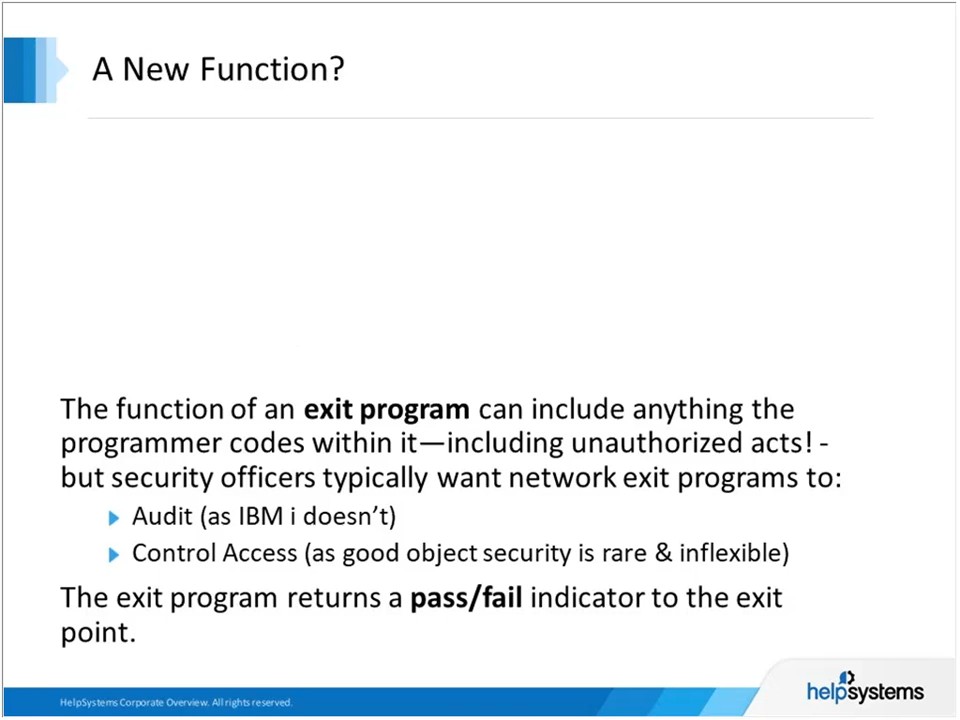 A New Function?
The function of an exit program can include anything the
programmer codes within it—including unauthorized acts! -
but security officers typically want network exit programs to:
Audit (as IBM i doesn’t)
Control Access (as good object security is rare & inflexible)
The exit program returns a pass/fail indicator to the exit
point.
HelpSystems Corporate Overview. All rights reserved.
helpsystems